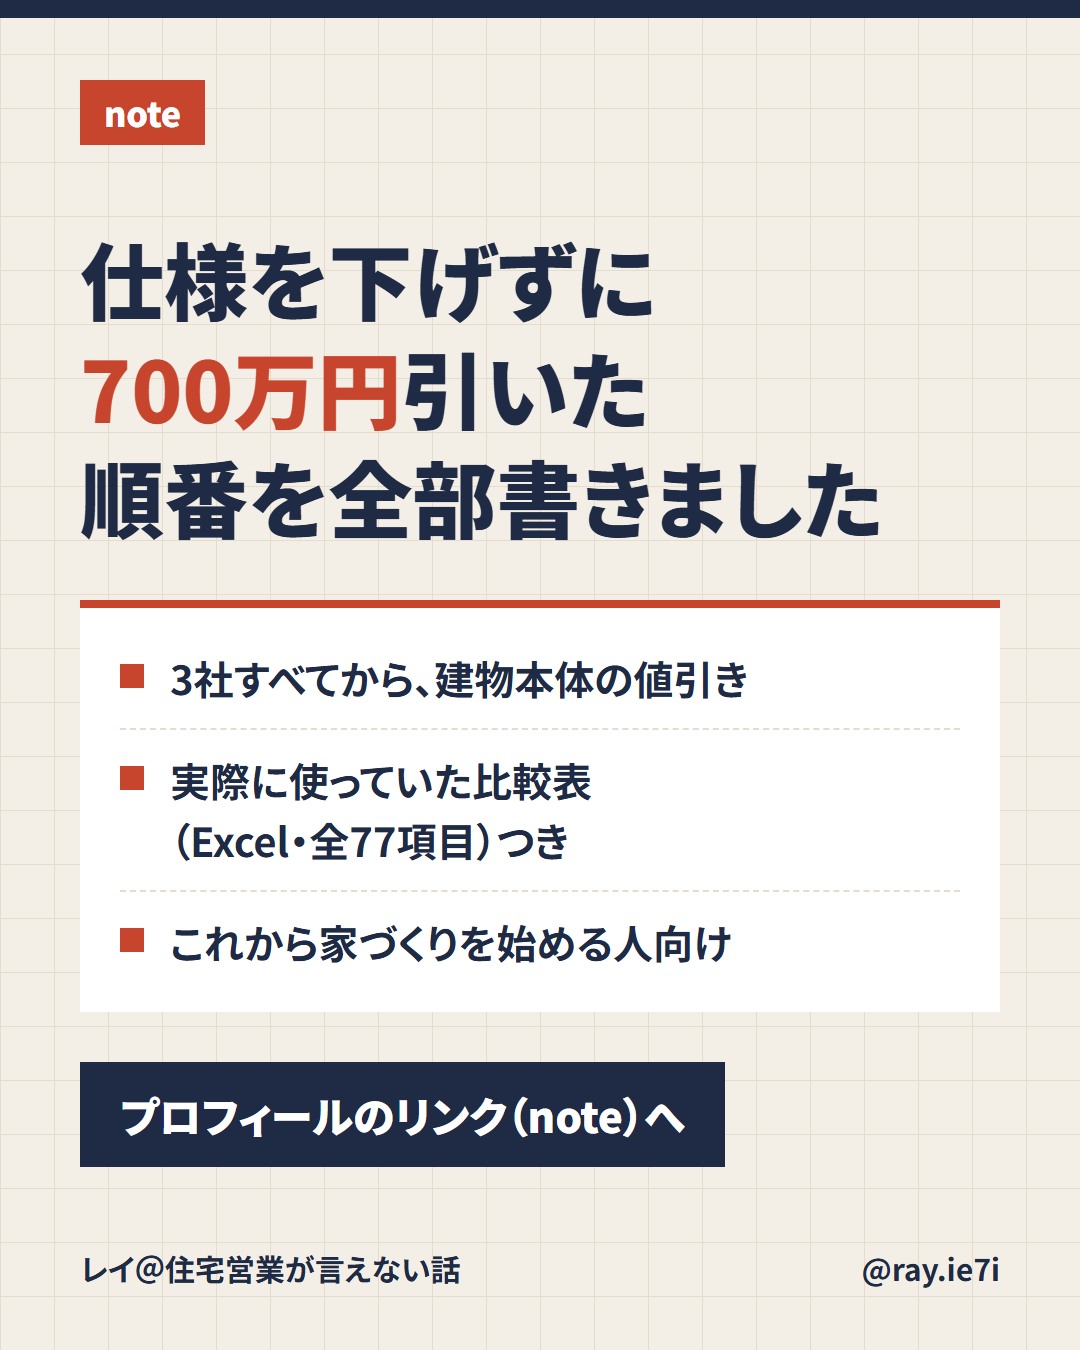 note
仕様を下げずに
700万円引いた
順番を全部書きました
3社すべてから、建物本体の値引き
実際に使っていた比較表
（Excel・全77項目）つき
これから家づくりを始める人向け
プロフィールのリンク（note）へ
レイ@住宅営業が言えない話
@ray.ie7i